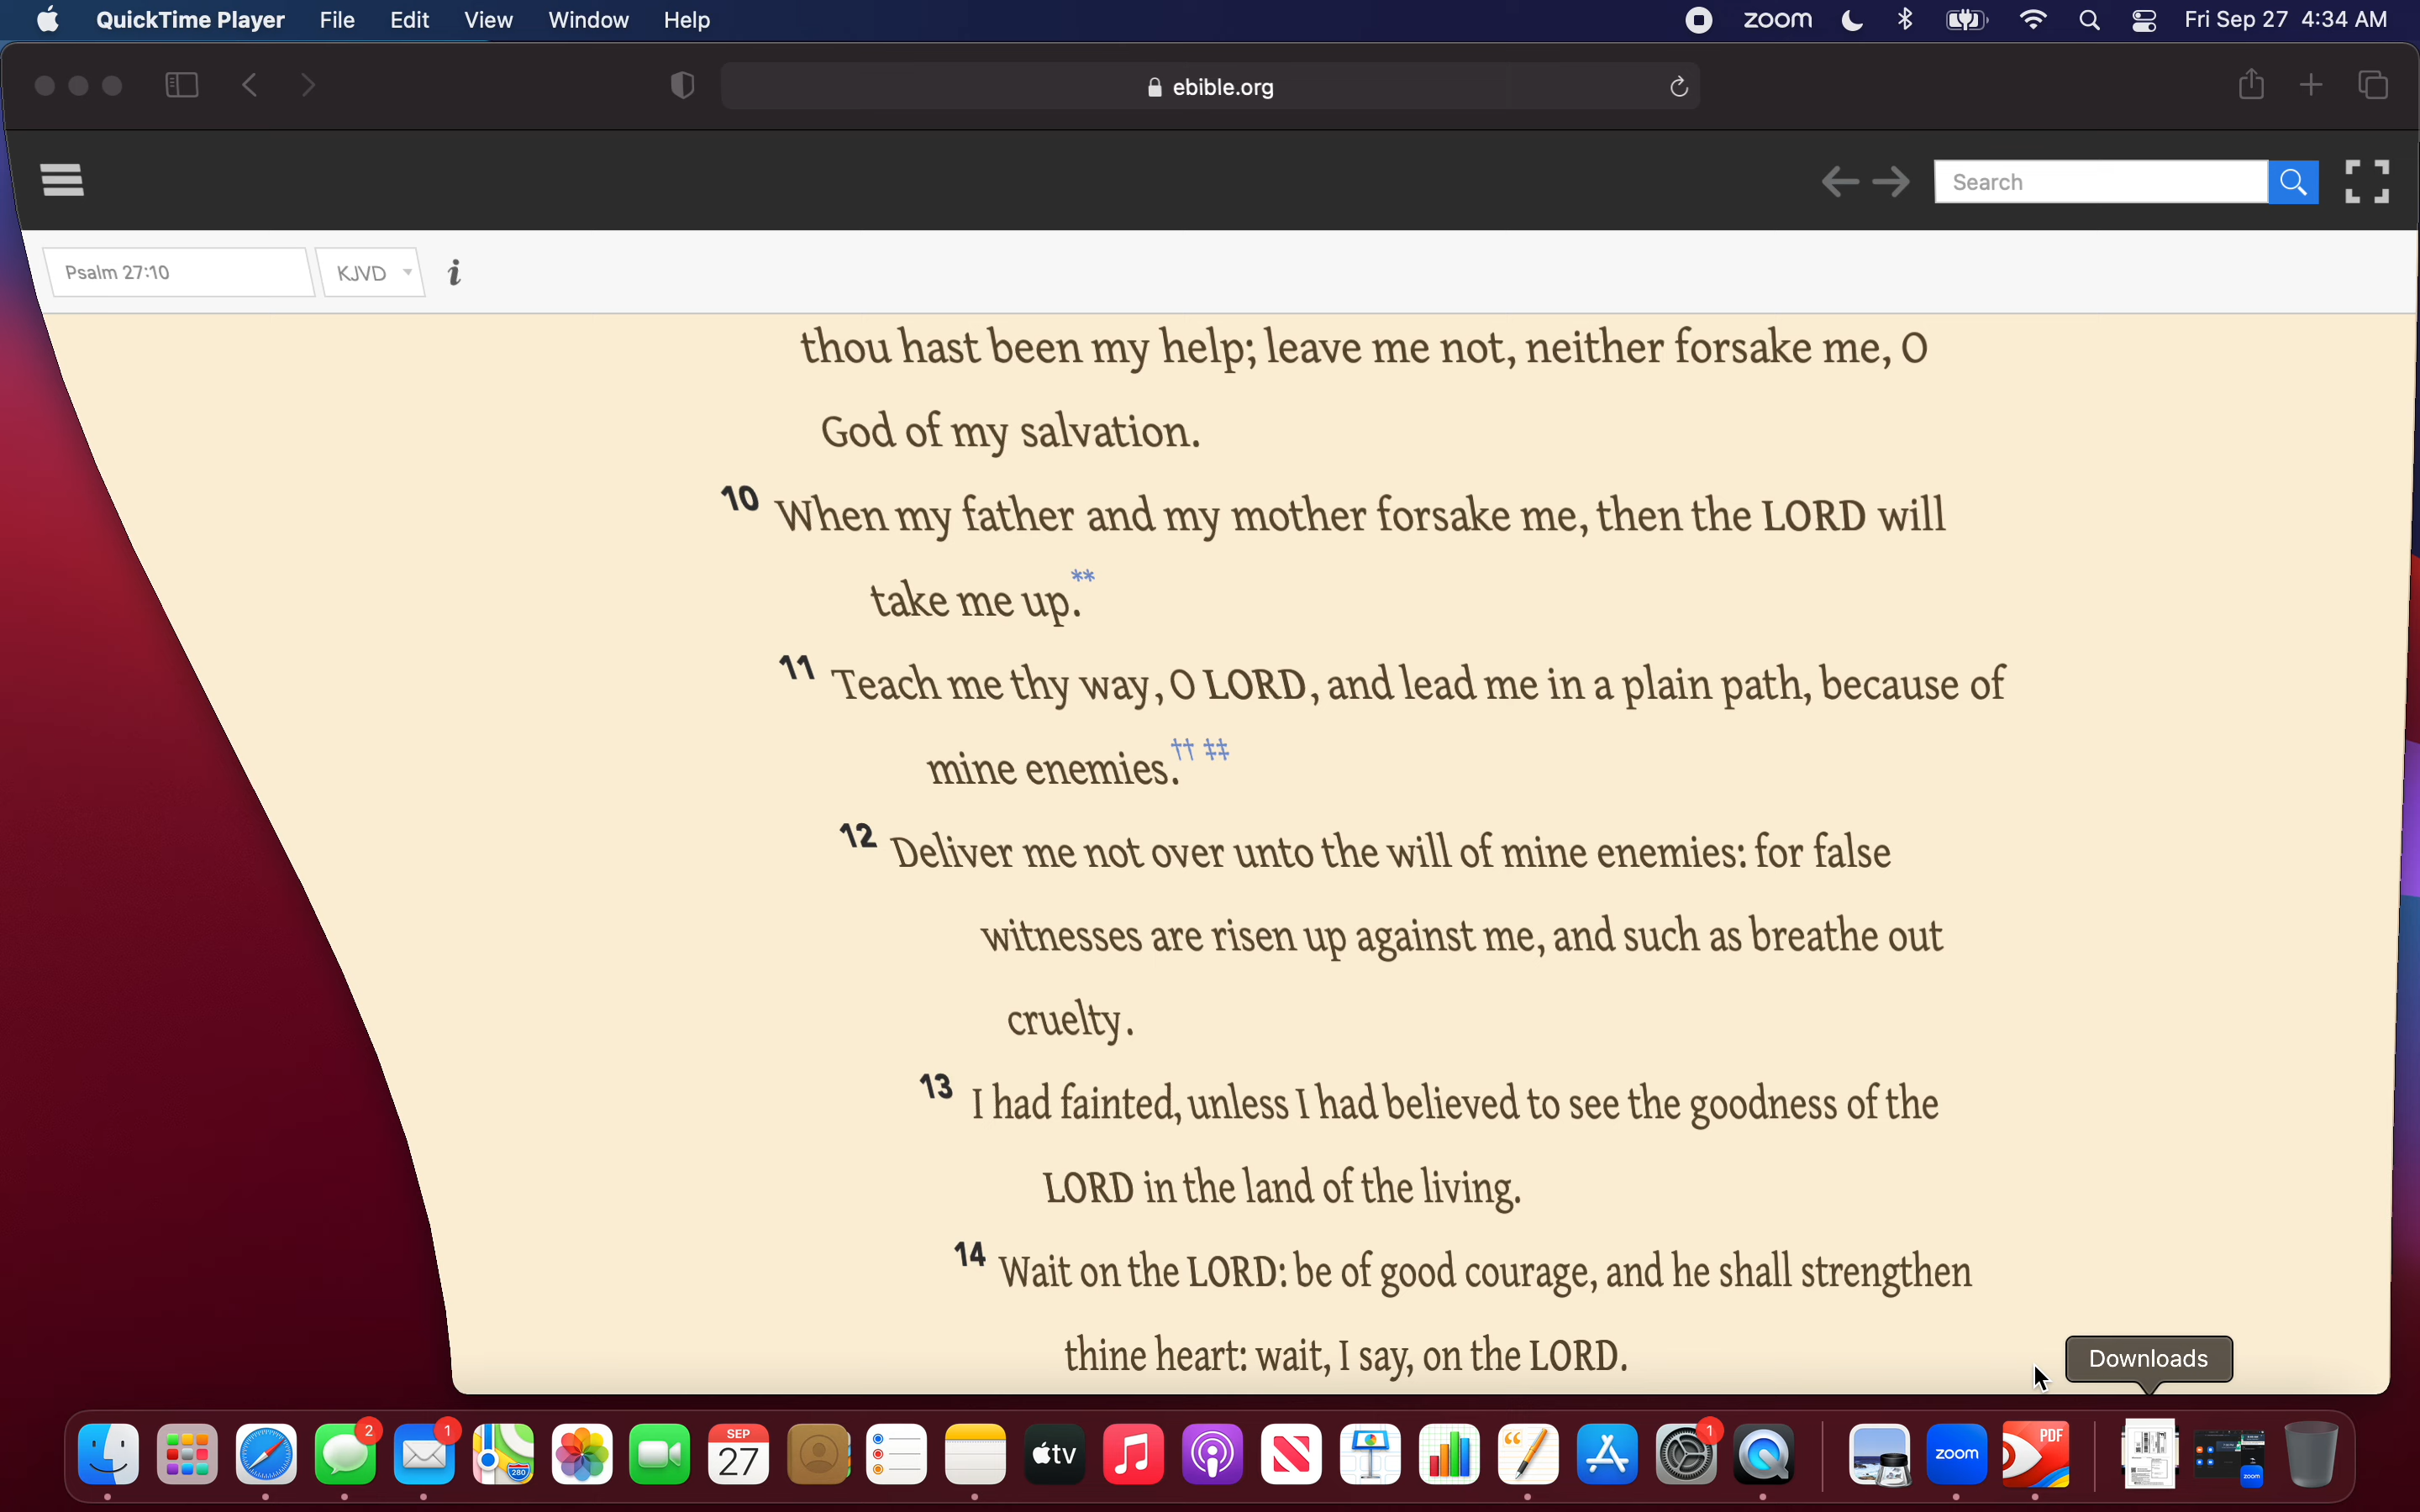 QuickTime Player File Edit View Window Help zoom Fri Sep 27 4:34 AM
ebible.org
Search
Psalm 27:10 KJVD i
thou hast been my help; leave me not, neither forsake me, O
God of my salvation.
10 When my father and my mother forsake me, then the LORD will
take me up.**
11 Teach me thy way, O LORD, and lead me in a plain path, because of
mine enemies.†† ‡‡
12 Deliver me not over unto the will of mine enemies: for false
witnesses are risen up against me, and such as breathe out
cruelty.
13 I had fainted, unless I had believed to see the goodness of the
LORD in the land of the living.
14 Wait on the LORD: be of good courage, and he shall strengthen
thine heart: wait, I say, on the LORD.
Downloads
2 1 280 SEP 27 tv 1 zoom PDF zoom